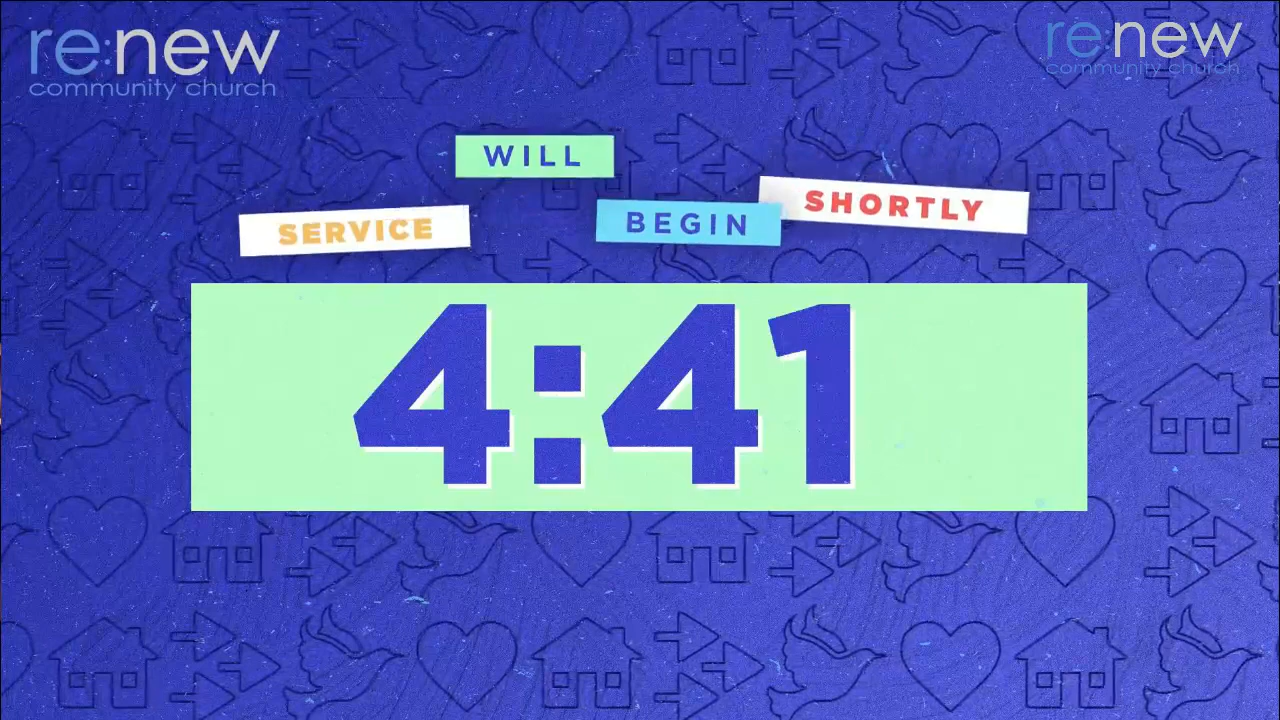 re:new
community church
re:new
community church
SERVICE
WILL
BEGIN
SHORTLY
4:41